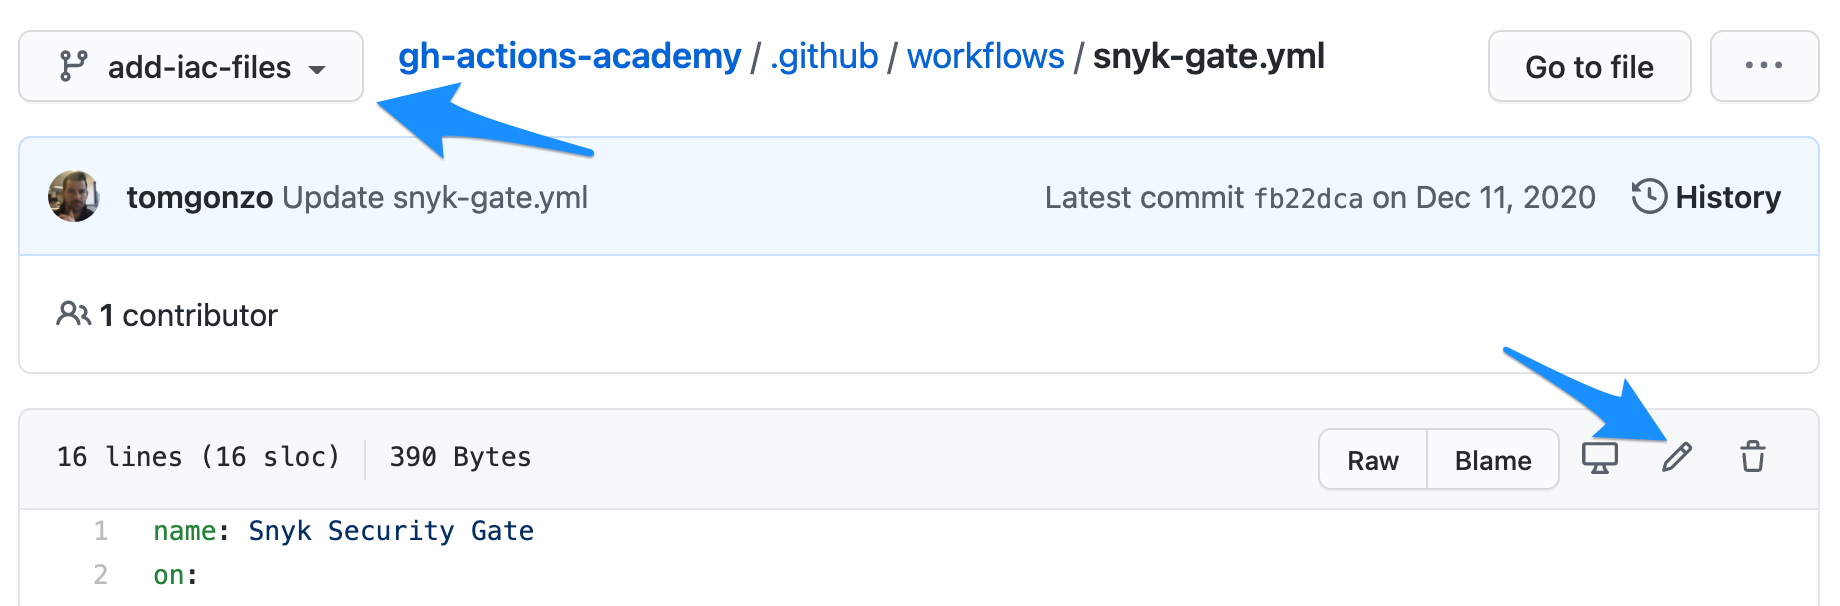 add-iac-files
gh-actions-academy / .github / workflows / snyk-gate.yml
Go to file
tomgonzo Update snyk-gate.yml
Latest commit fb22dca on Dec 11, 2020
History
1 contributor
16 lines (16 sloc)
390 Bytes
Raw
Blame
1 name: Snyk Security Gate
2 on: